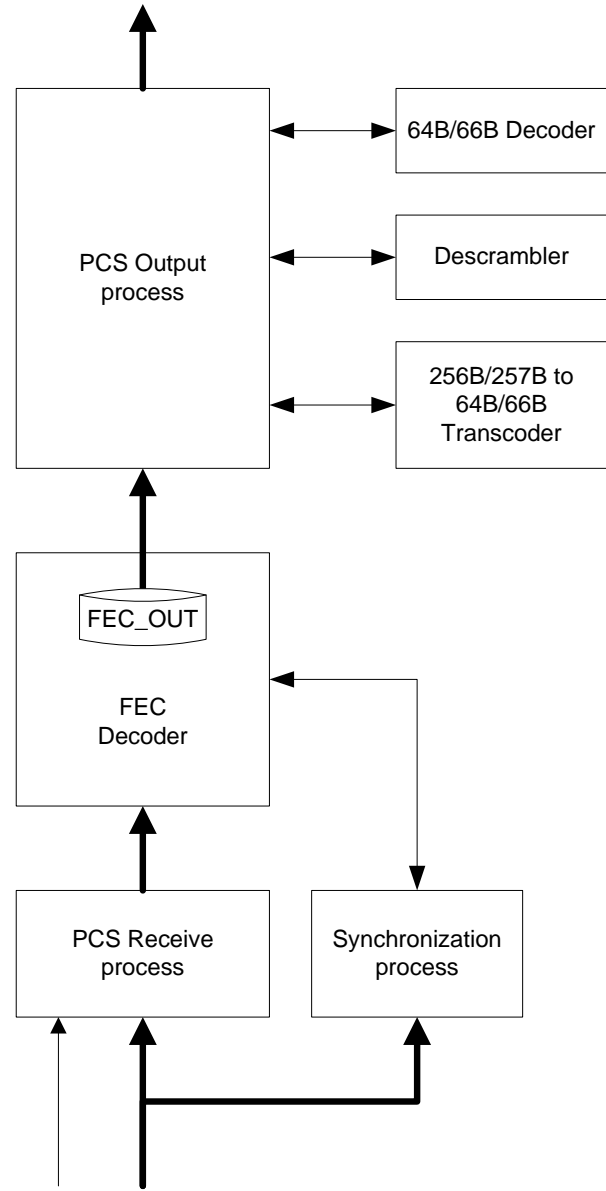 64B/66B Decoder
PCS Output
process
Descrambler
256B/257B to
64B/66B
Transcoder
FEC_OUT
FEC
Decoder
PCS Receive
process
Synchronization
process